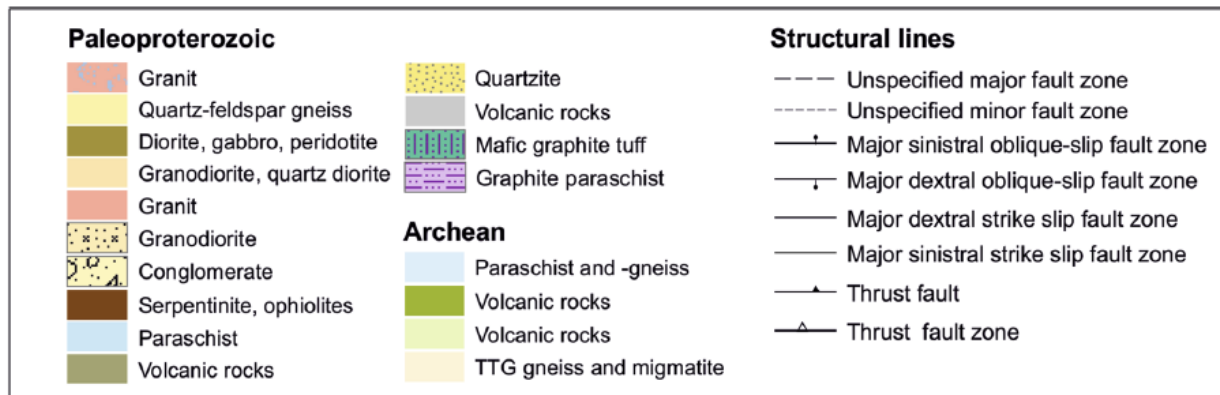 Paleoproterozoic
Granit
Quartz-feldspar gneiss
Diorite, gabbro, peridotite
Granodiorite, quartz diorite
Granit
Granodiorite
Conglomerate
Serpentinite, ophiolites
Paraschist
Volcanic rocks
Quartzite
Volcanic rocks
Mafic graphite tuff
Graphite paraschist
Archean
Paraschist and -gneiss
Volcanic rocks
Volcanic rocks
TTG gneiss and migmatite
Structural lines
Unspecified major fault zone
Unspecified minor fault zone
Major sinistral oblique-slip fault zone
Major dextral oblique-slip fault zone
Major dextral strike slip fault zone
Major sinistral strike slip fault zone
Thrust fault
Thrust fault zone